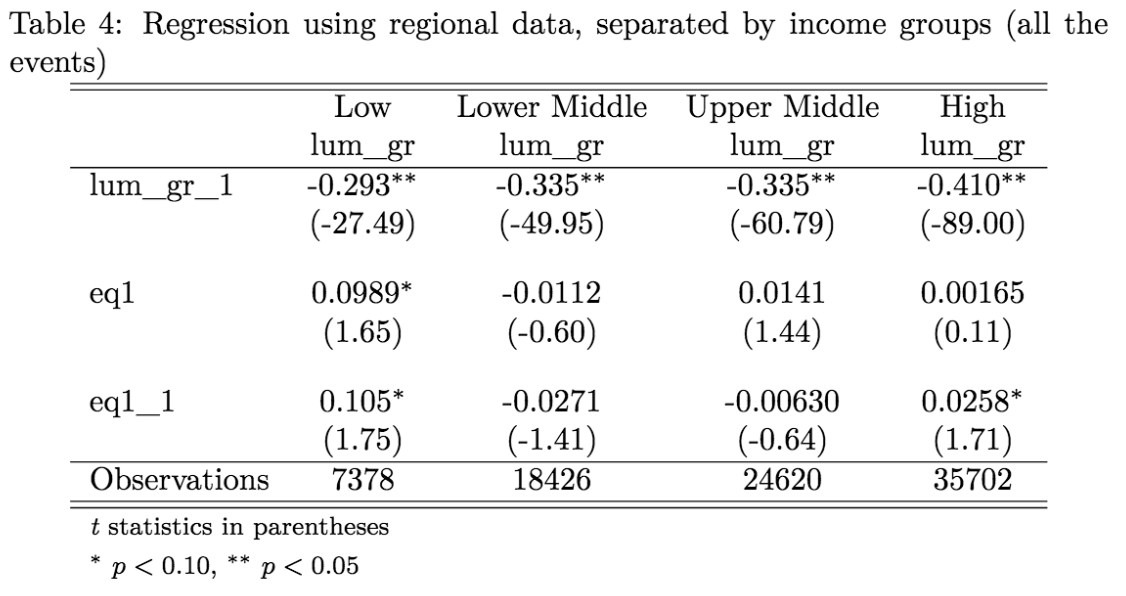 Table 4: Regression using regional data, separated by income groups (all the
events)
Low Lower Middle Upper Middle High
lum_gr lum_gr lum_gr lum_gr
lum_gr_1 -0.293** -0.335** -0.335** -0.410**
(-27.49) (-49.95) (-60.79) (-89.00)
eq1 0.0989* -0.0112 0.0141 0.00165
(1.65) (-0.60) (1.44) (0.11)
eq1_1 0.105* -0.0271 -0.00630 0.0258*
(1.75) (-1.41) (-0.64) (1.71)
Observations 7378 18426 24620 35702
t statistics in parentheses
* p < 0.10, ** p < 0.05